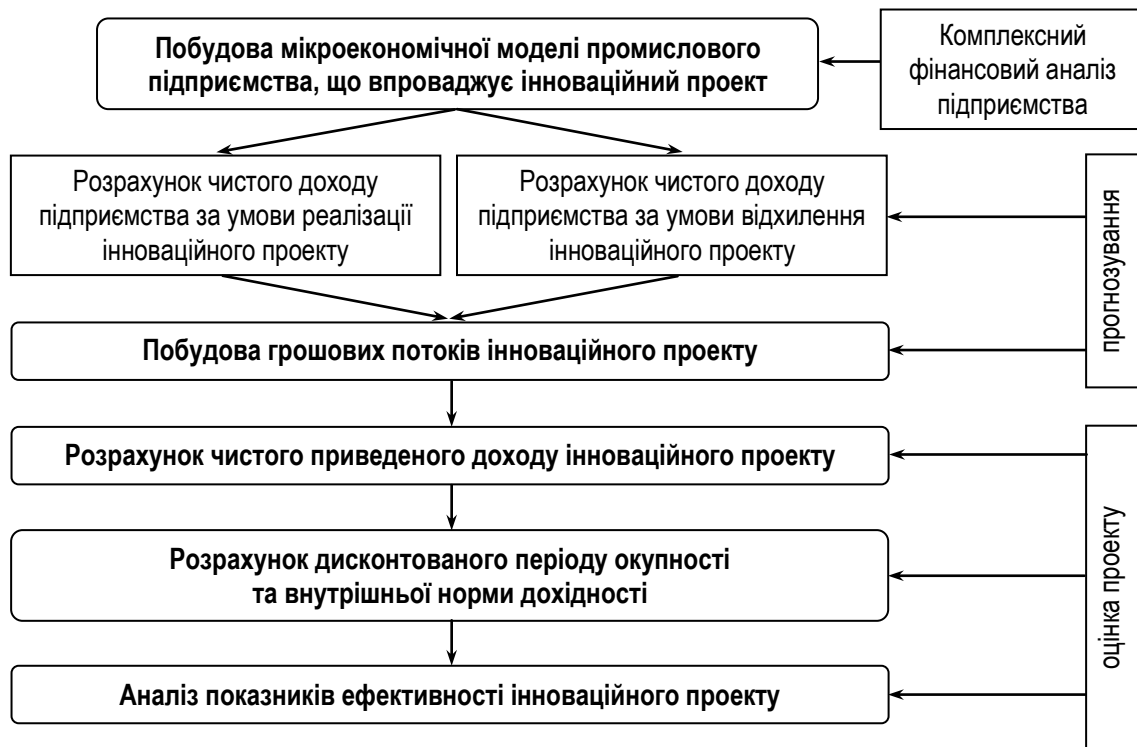 Побудова мікроекономічної моделі промислового
підприємства, що впроваджує інноваційний проект
Комплексний
фінансовий аналіз
підприємства
Розрахунок чистого доходу
підприємства за умови реалізації
інноваційного проекту
Розрахунок чистого доходу
підприємства за умови відхилення
інноваційного проекту
прогнозування
Побудова грошових потоків інноваційного проекту
Розрахунок чистого приведеного доходу інноваційного проекту
Розрахунок дисконтованого періоду окупності
та внутрішньої норми дохідності
Аналіз показників ефективності інноваційного проекту
оцінка проекту